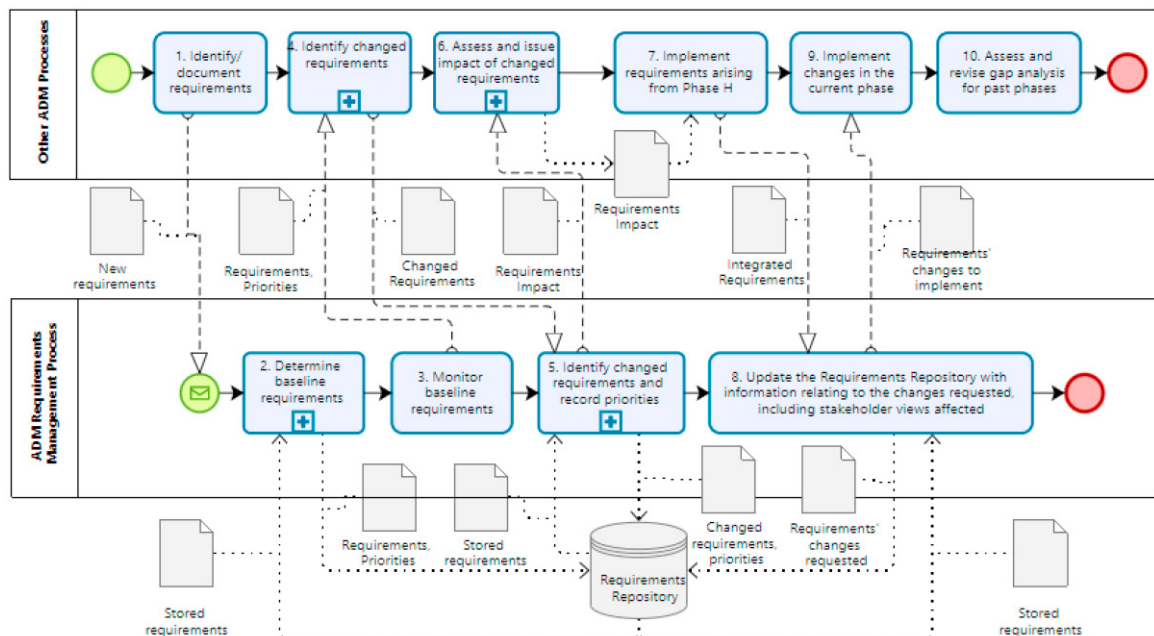 Other ADM Processes
1. Identify/
document
requirements
4. Identify changed
requirements
6. Assess and issue
impact of changed
requirements
7. Implement
requirements arising
from Phase H
9. Implement
changes in the
current phase
10. Assess and
revise gap analysis
for past phases
New
requirements
Requirements,
Priorities
Changed
Requirements
Requirements
Impact
Requirements
Impact
Integrated
Requirements
Requirements'
changes to
implement
ADM Requirements
Management Process
2. Determine
baseline
requirements
3. Monitor
baseline
requirements
5. Identify changed
requirements and
record priorities
8. Update the Requirements Repository with
information relating to the changes requested,
including stakeholder views affected
Stored
requirements
Requirements,
Priorities
Stored
requirements
Requirements
Repository
Changed
requirements,
priorities
Requirements'
changes
requested
Stored
requirements